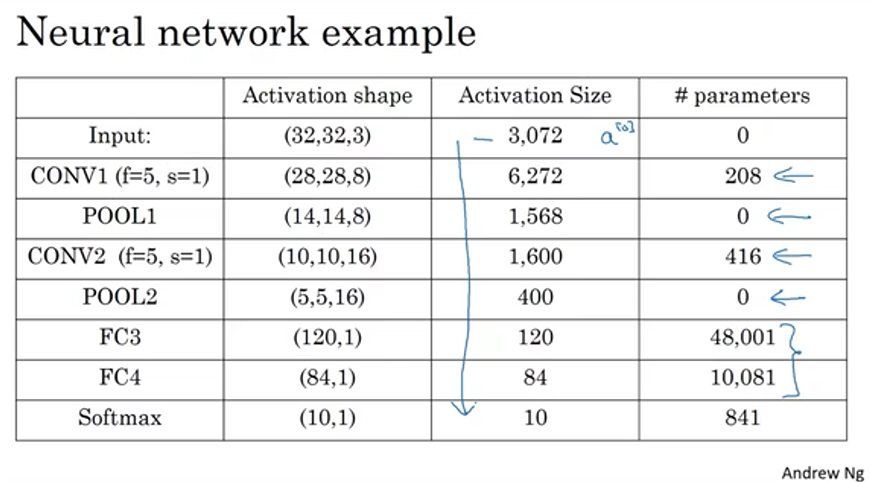 Neural network example
Activation shape Activation Size # parameters
Input: (32,32,3) 3,072 a[0] 0
CONV1 (f=5, s=1) (28,28,8) 6,272 208
POOL1 (14,14,8) 1,568 0
CONV2 (f=5, s=1) (10,10,16) 1,600 416
POOL2 (5,5,16) 400 0
FC3 (120,1) 120 48,001
FC4 (84,1) 84 10,081
Softmax (10,1) 10 841
Andrew Ng